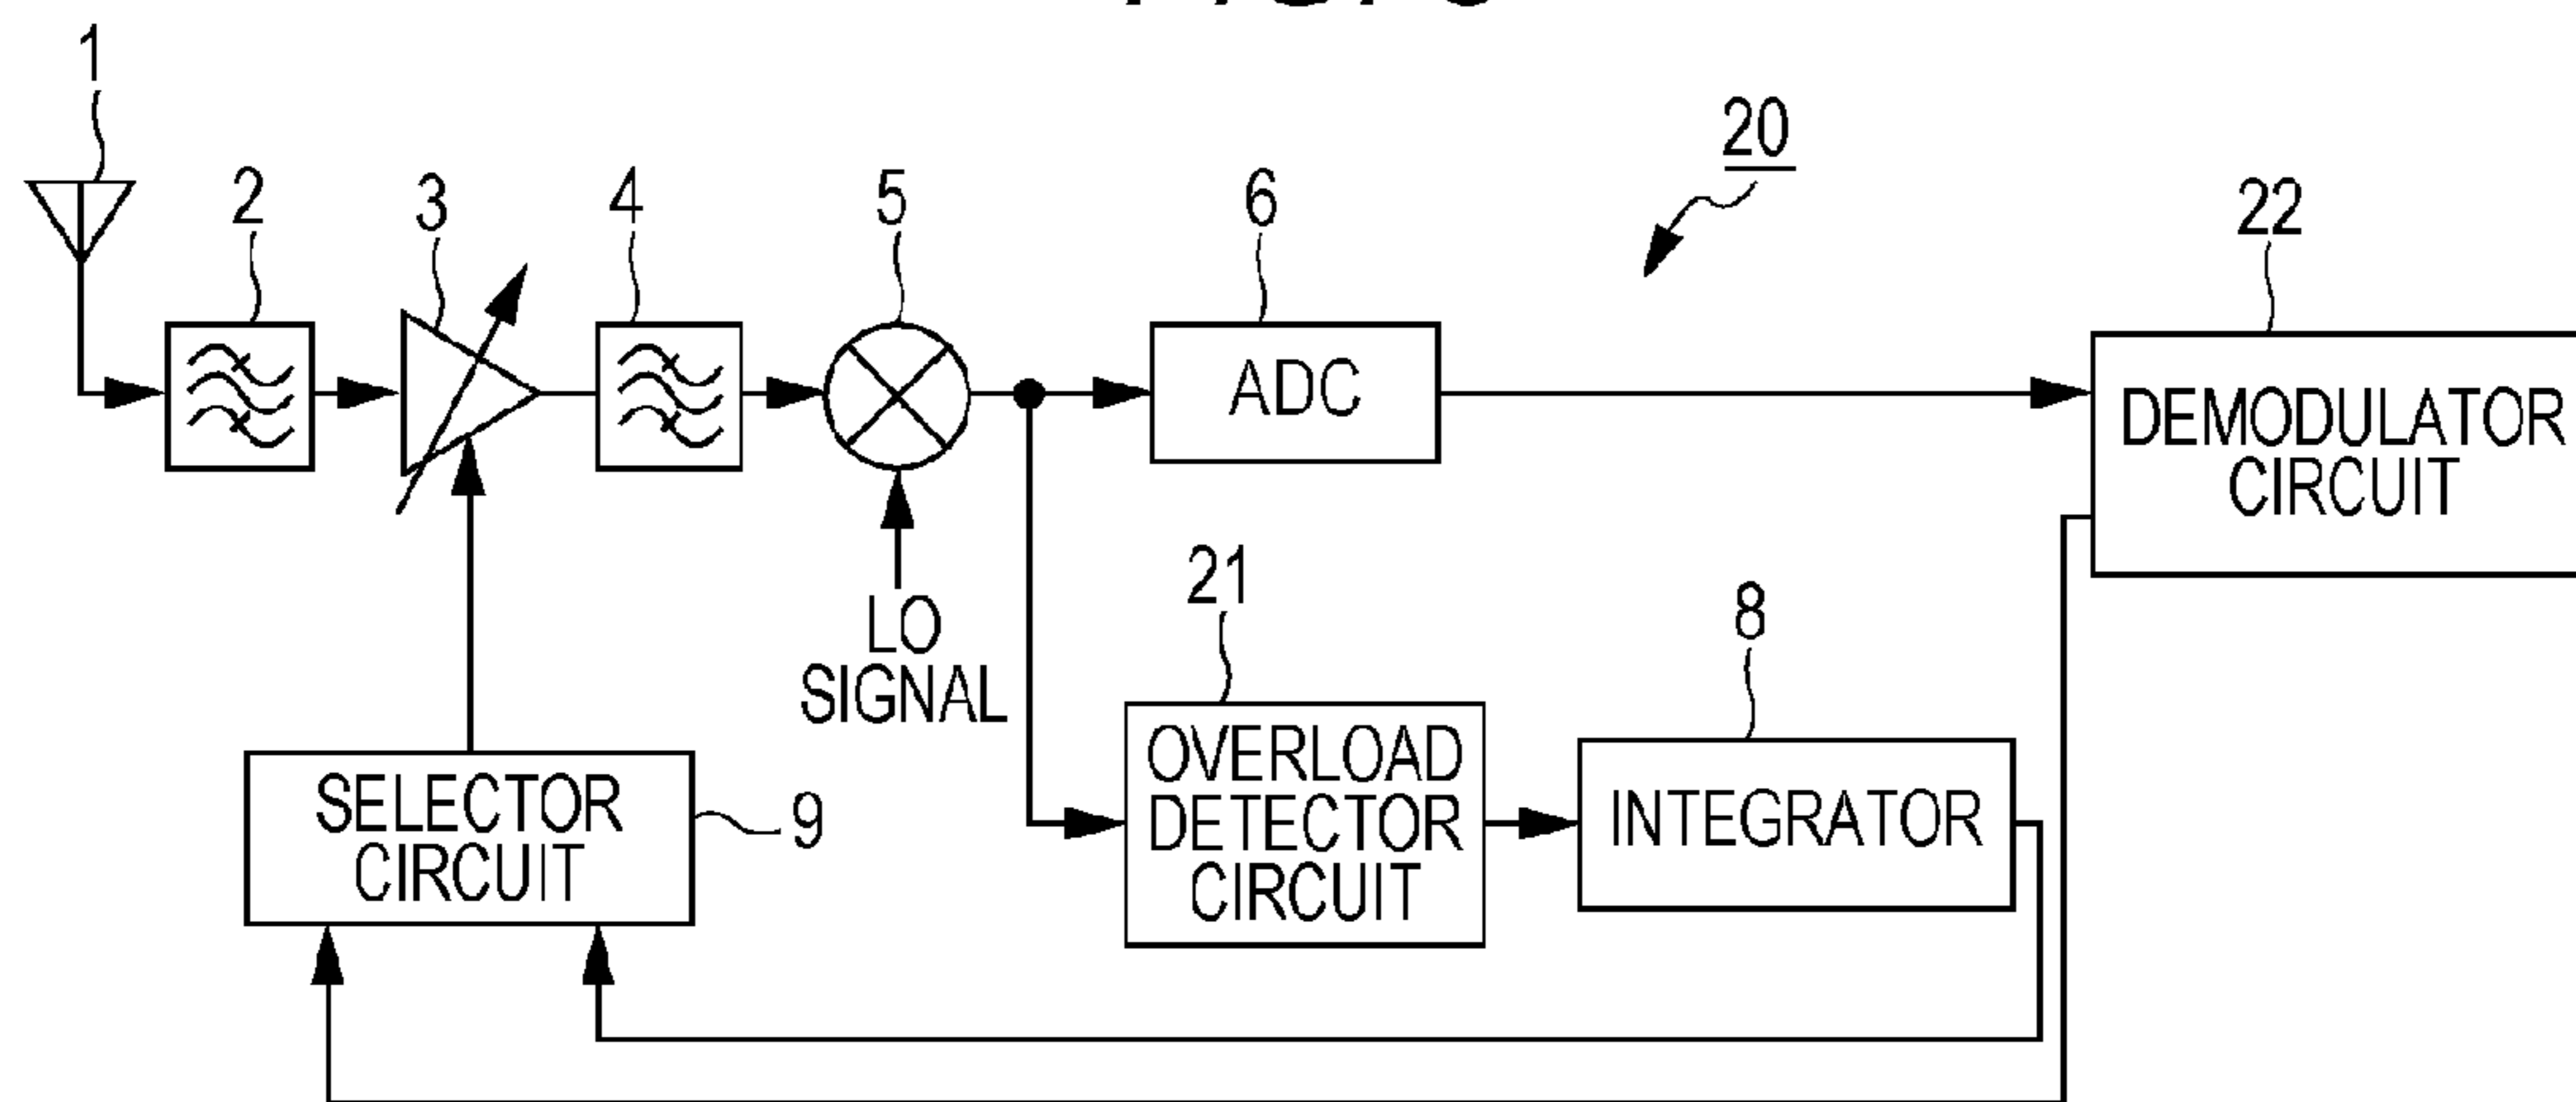 1
2
3
4
5
6
20
22
ADC
DEMODULATOR
CIRCUIT
LO
SIGNAL
21
8
OVERLOAD
DETECTOR
CIRCUIT
INTEGRATOR
SELECTOR
CIRCUIT
9